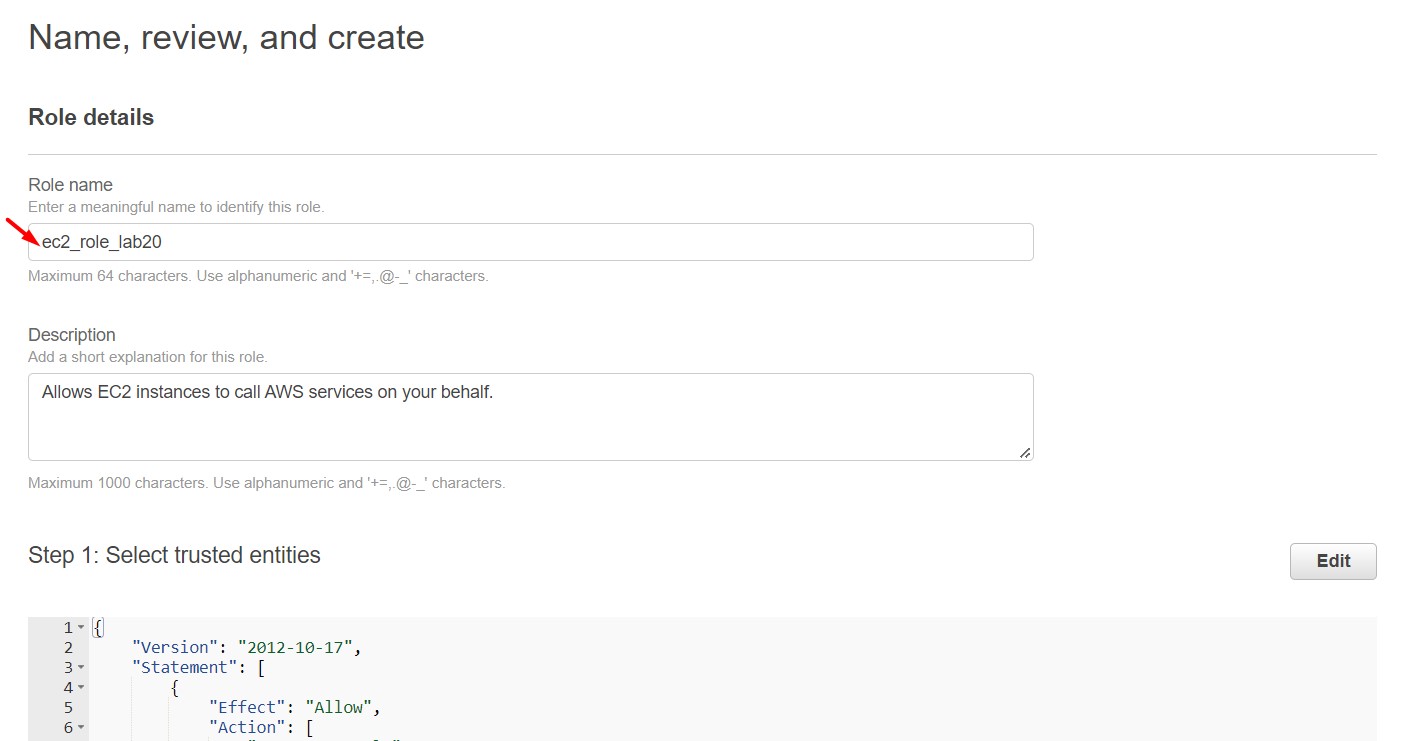 Name, review, and create
Role details
Role name
Enter a meaningful name to identify this role.
ec2_role_lab20
Maximum 64 characters. Use alphanumeric and '+=,.@-_' characters.
Description
Add a short explanation for this role.
Allows EC2 instances to call AWS services on your behalf.
Maximum 1000 characters. Use alphanumeric and '+=,.@-_' characters.
Step 1: Select trusted entities
Edit
1 {
2 "Version": "2012-10-17",
3 "Statement": [
4 {
5 "Effect": "Allow",
6 "Action": [